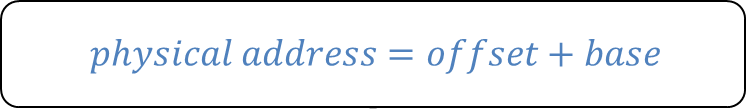 physical address = offset + base